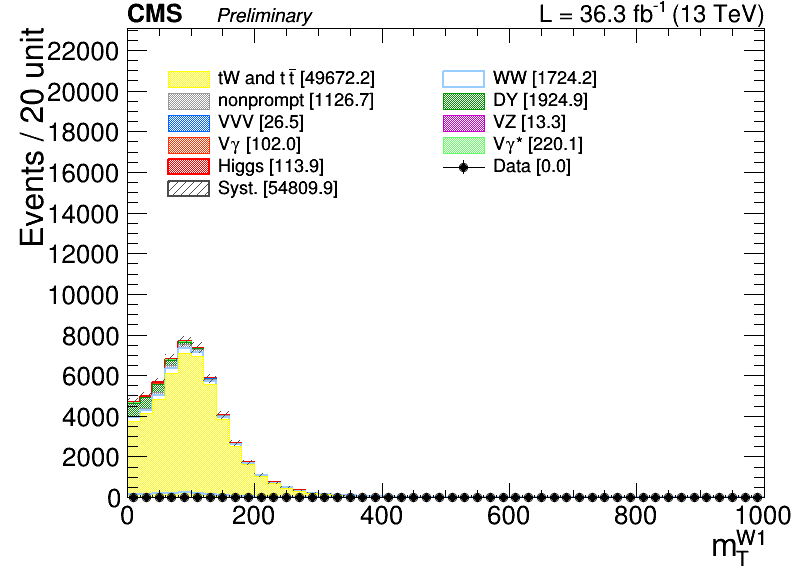 CMS Preliminary L = 36.3 fb⁻¹ (13 TeV)
Events / 20 unit
22000
20000
18000
16000
14000
12000
10000
8000
6000
4000
2000
0
tW and tt̄ [49672.2]
WW [1724.2]
nonprompt [1126.7]
DY [1924.9]
VVV [26.5]
VZ [13.3]
Vγ [102.0]
Vγ* [220.1]
Higgs [113.9]
Data [0.0]
Syst. [54809.9]
0 200 400 600 800 1000
m_T^W1